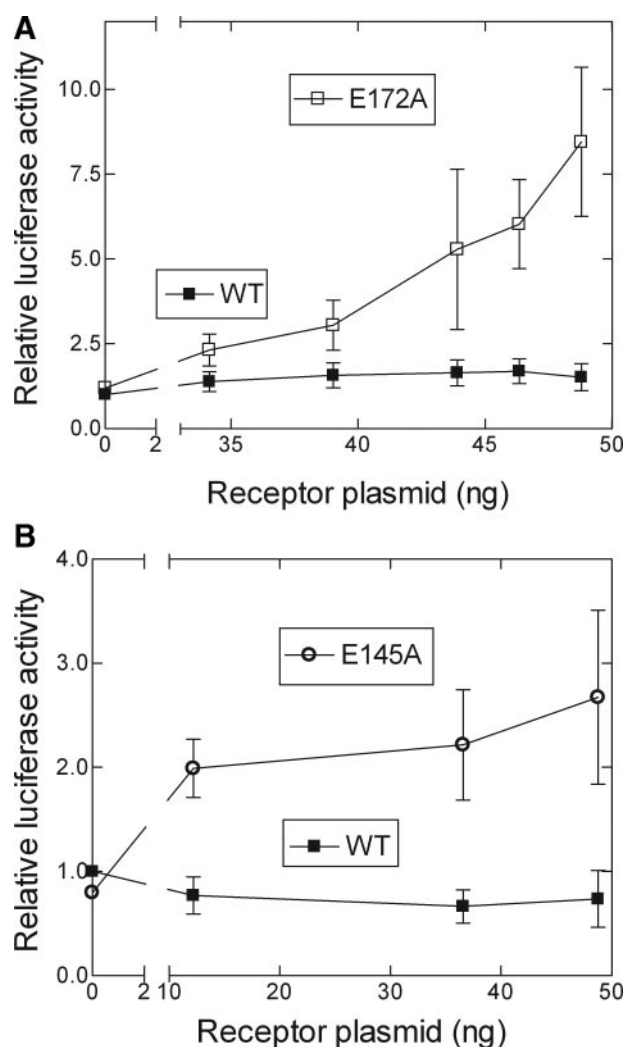 A
Relative luciferase activity
10.0
7.5
5.0
2.5
0.0
E172A
WT
0 2 35 40 45 50
Receptor plasmid (ng)
B
Relative luciferase activity
4.0
3.0
2.0
1.0
0.0
E145A
WT
0 2 10 20 30 40 50
Receptor plasmid (ng)